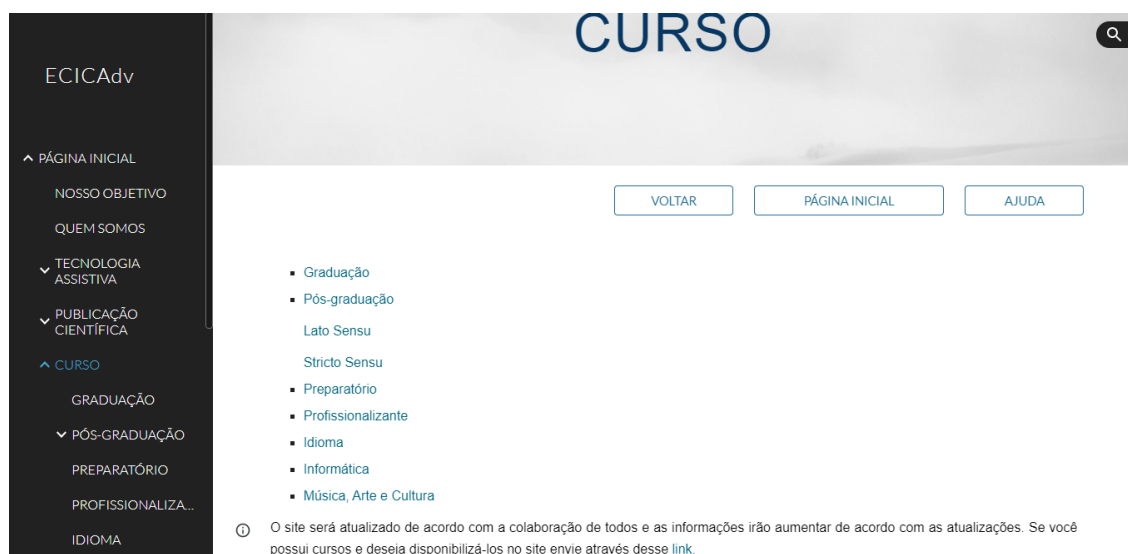 CURSO
ECICAdv
PÁGINA INICIAL
NOSSO OBJETIVO
QUEM SOMOS
TECNOLOGIA
ASSISTIVA
PUBLICAÇÃO
CIENTÍFICA
CURSO
GRADUAÇÃO
PÓS-GRADUAÇÃO
PREPARATÓRIO
PROFISSIONALIZA...
IDIOMA
VOLTAR
PÁGINA INICIAL
AJUDA
Graduação
Pós-graduação
Lato Sensu
Stricto Sensu
Preparatório
Profissionalizante
Idioma
Informática
Música, Arte e Cultura
O site será atualizado de acordo com a colaboração de todos e as informações irão aumentar de acordo com as atualizações. Se você
possui cursos e deseja disponibilizá-los no site envie através desse link.